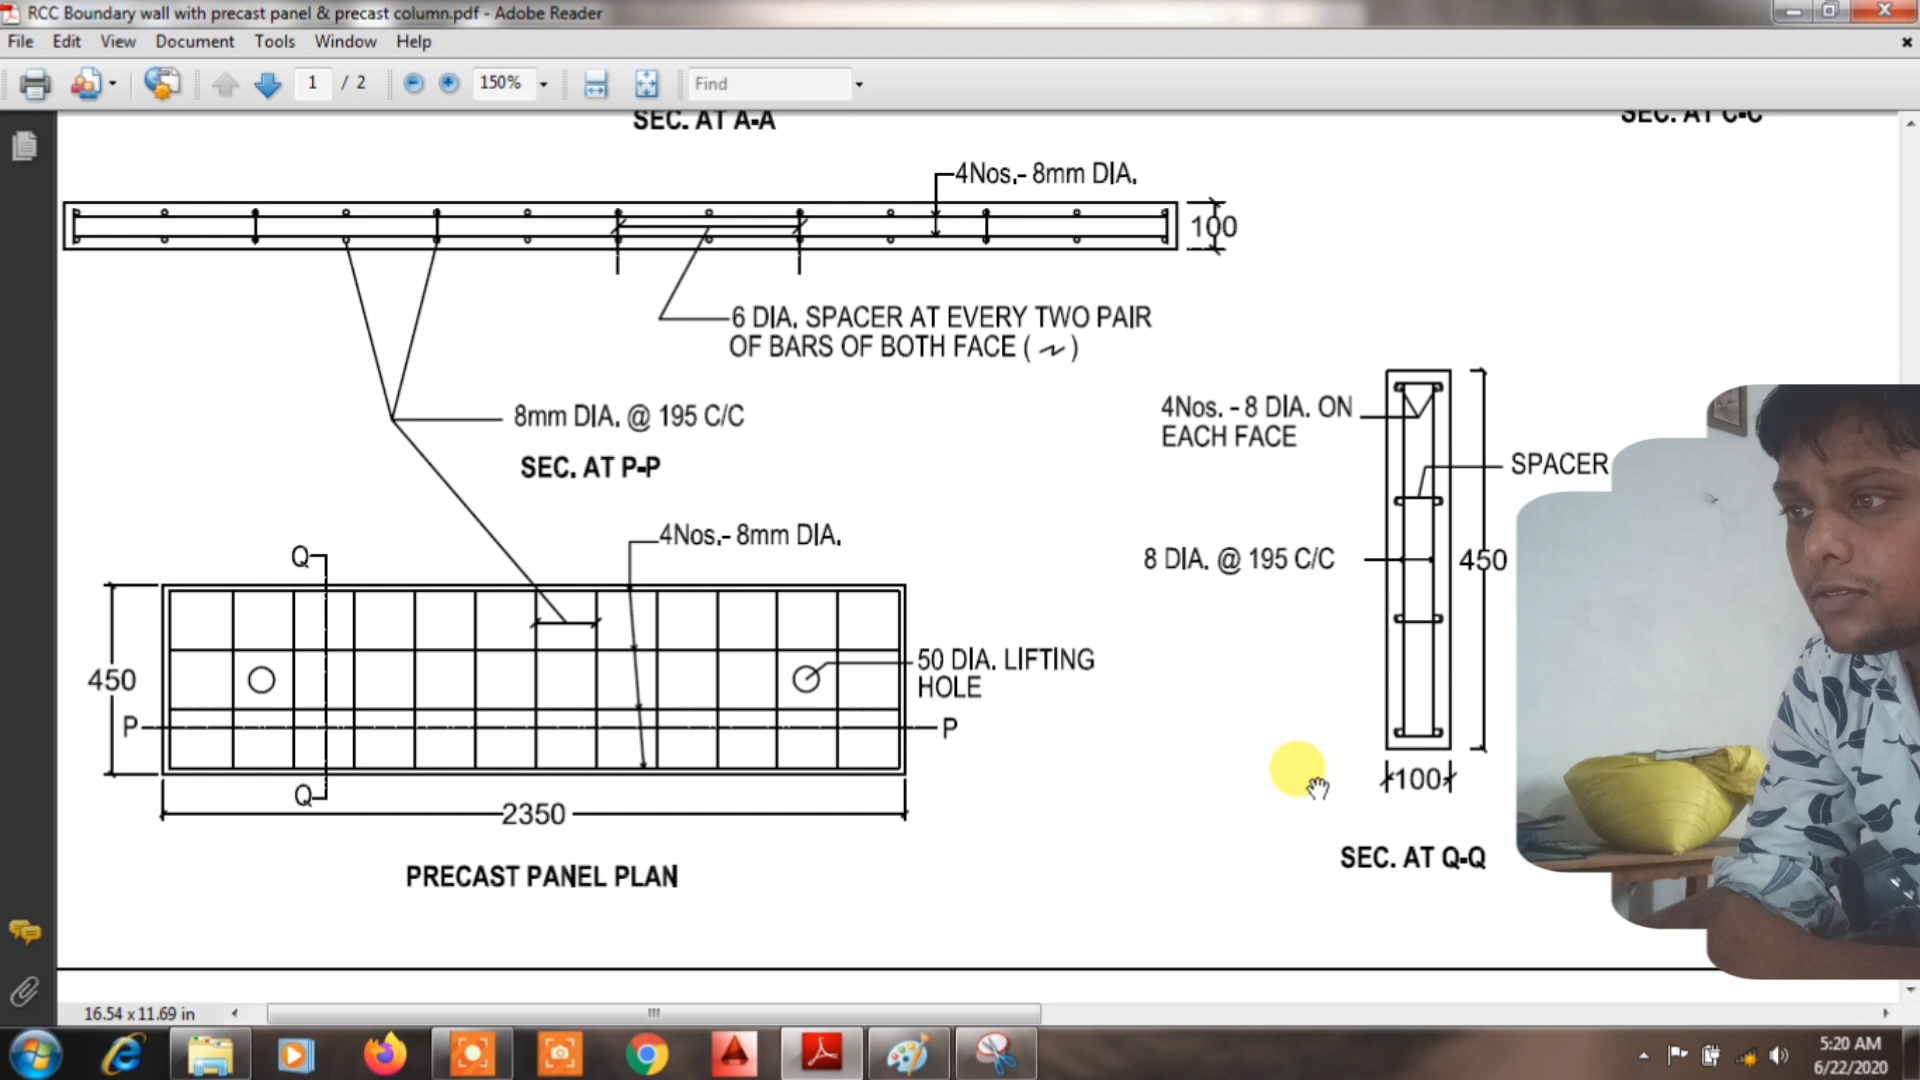 RCC Boundary wall with precast panel & precast column.pdf - Adobe Reader
File Edit View Document Tools Window Help
1 / 2 150% Find
SEC. AT A-A
SEC. AT C-C
4Nos.- 8mm DIA.
100
6 DIA. SPACER AT EVERY TWO PAIR
OF BARS OF BOTH FACE ( )
8mm DIA. @ 195 C/C
SEC. AT P-P
4Nos. - 8 DIA. ON
EACH FACE
SPACER
8 DIA. @ 195 C/C
450
100
SEC. AT Q-Q
4Nos.- 8mm DIA.
Q
450
50 DIA. LIFTING
HOLE
P
P
Q
2350
PRECAST PANEL PLAN
16.54 x 11.69 in
5:20 AM
6/22/2020